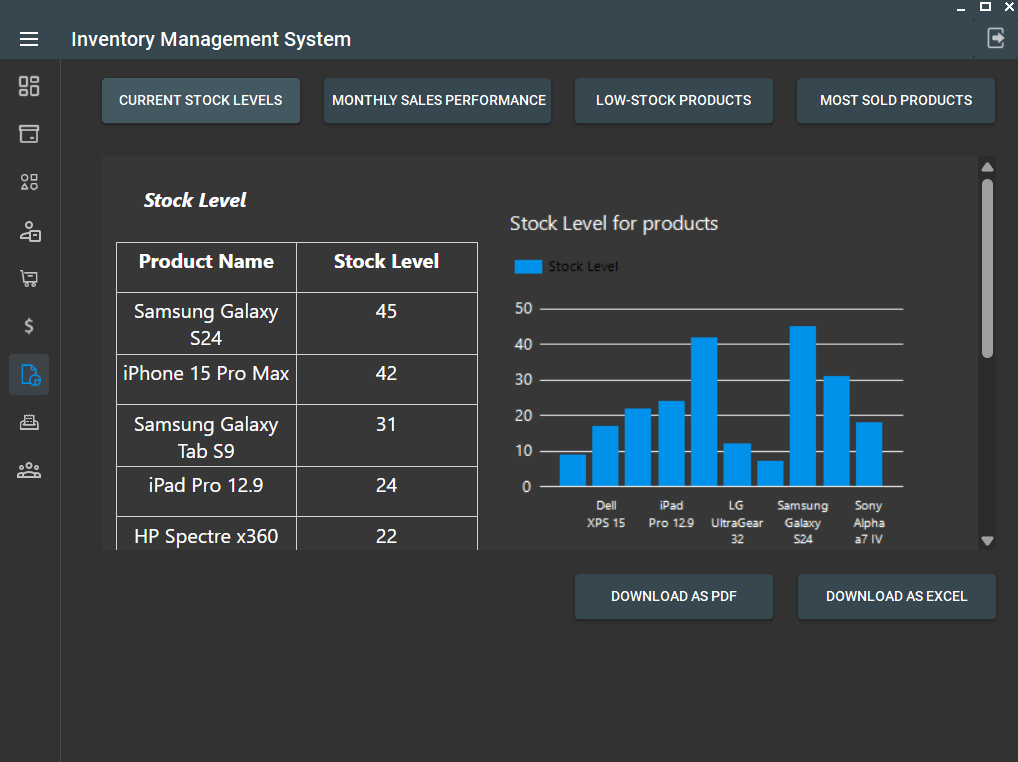 Inventory Management System
CURRENT STOCK LEVELS
MONTHLY SALES PERFORMANCE
LOW-STOCK PRODUCTS
MOST SOLD PRODUCTS
Stock Level
Product Name Stock Level
Samsung Galaxy 45
S24
iPhone 15 Pro Max 42
Samsung Galaxy 31
Tab S9
iPad Pro 12.9 24
HP Spectre x360 22
Stock Level for products
Stock Level
50
40
30
20
10
0
Dell iPad LG Samsung Sony
XPS 15 Pro 12.9 UltraGear Galaxy Alpha
32 S24 a7 IV
DOWNLOAD AS PDF
DOWNLOAD AS EXCEL